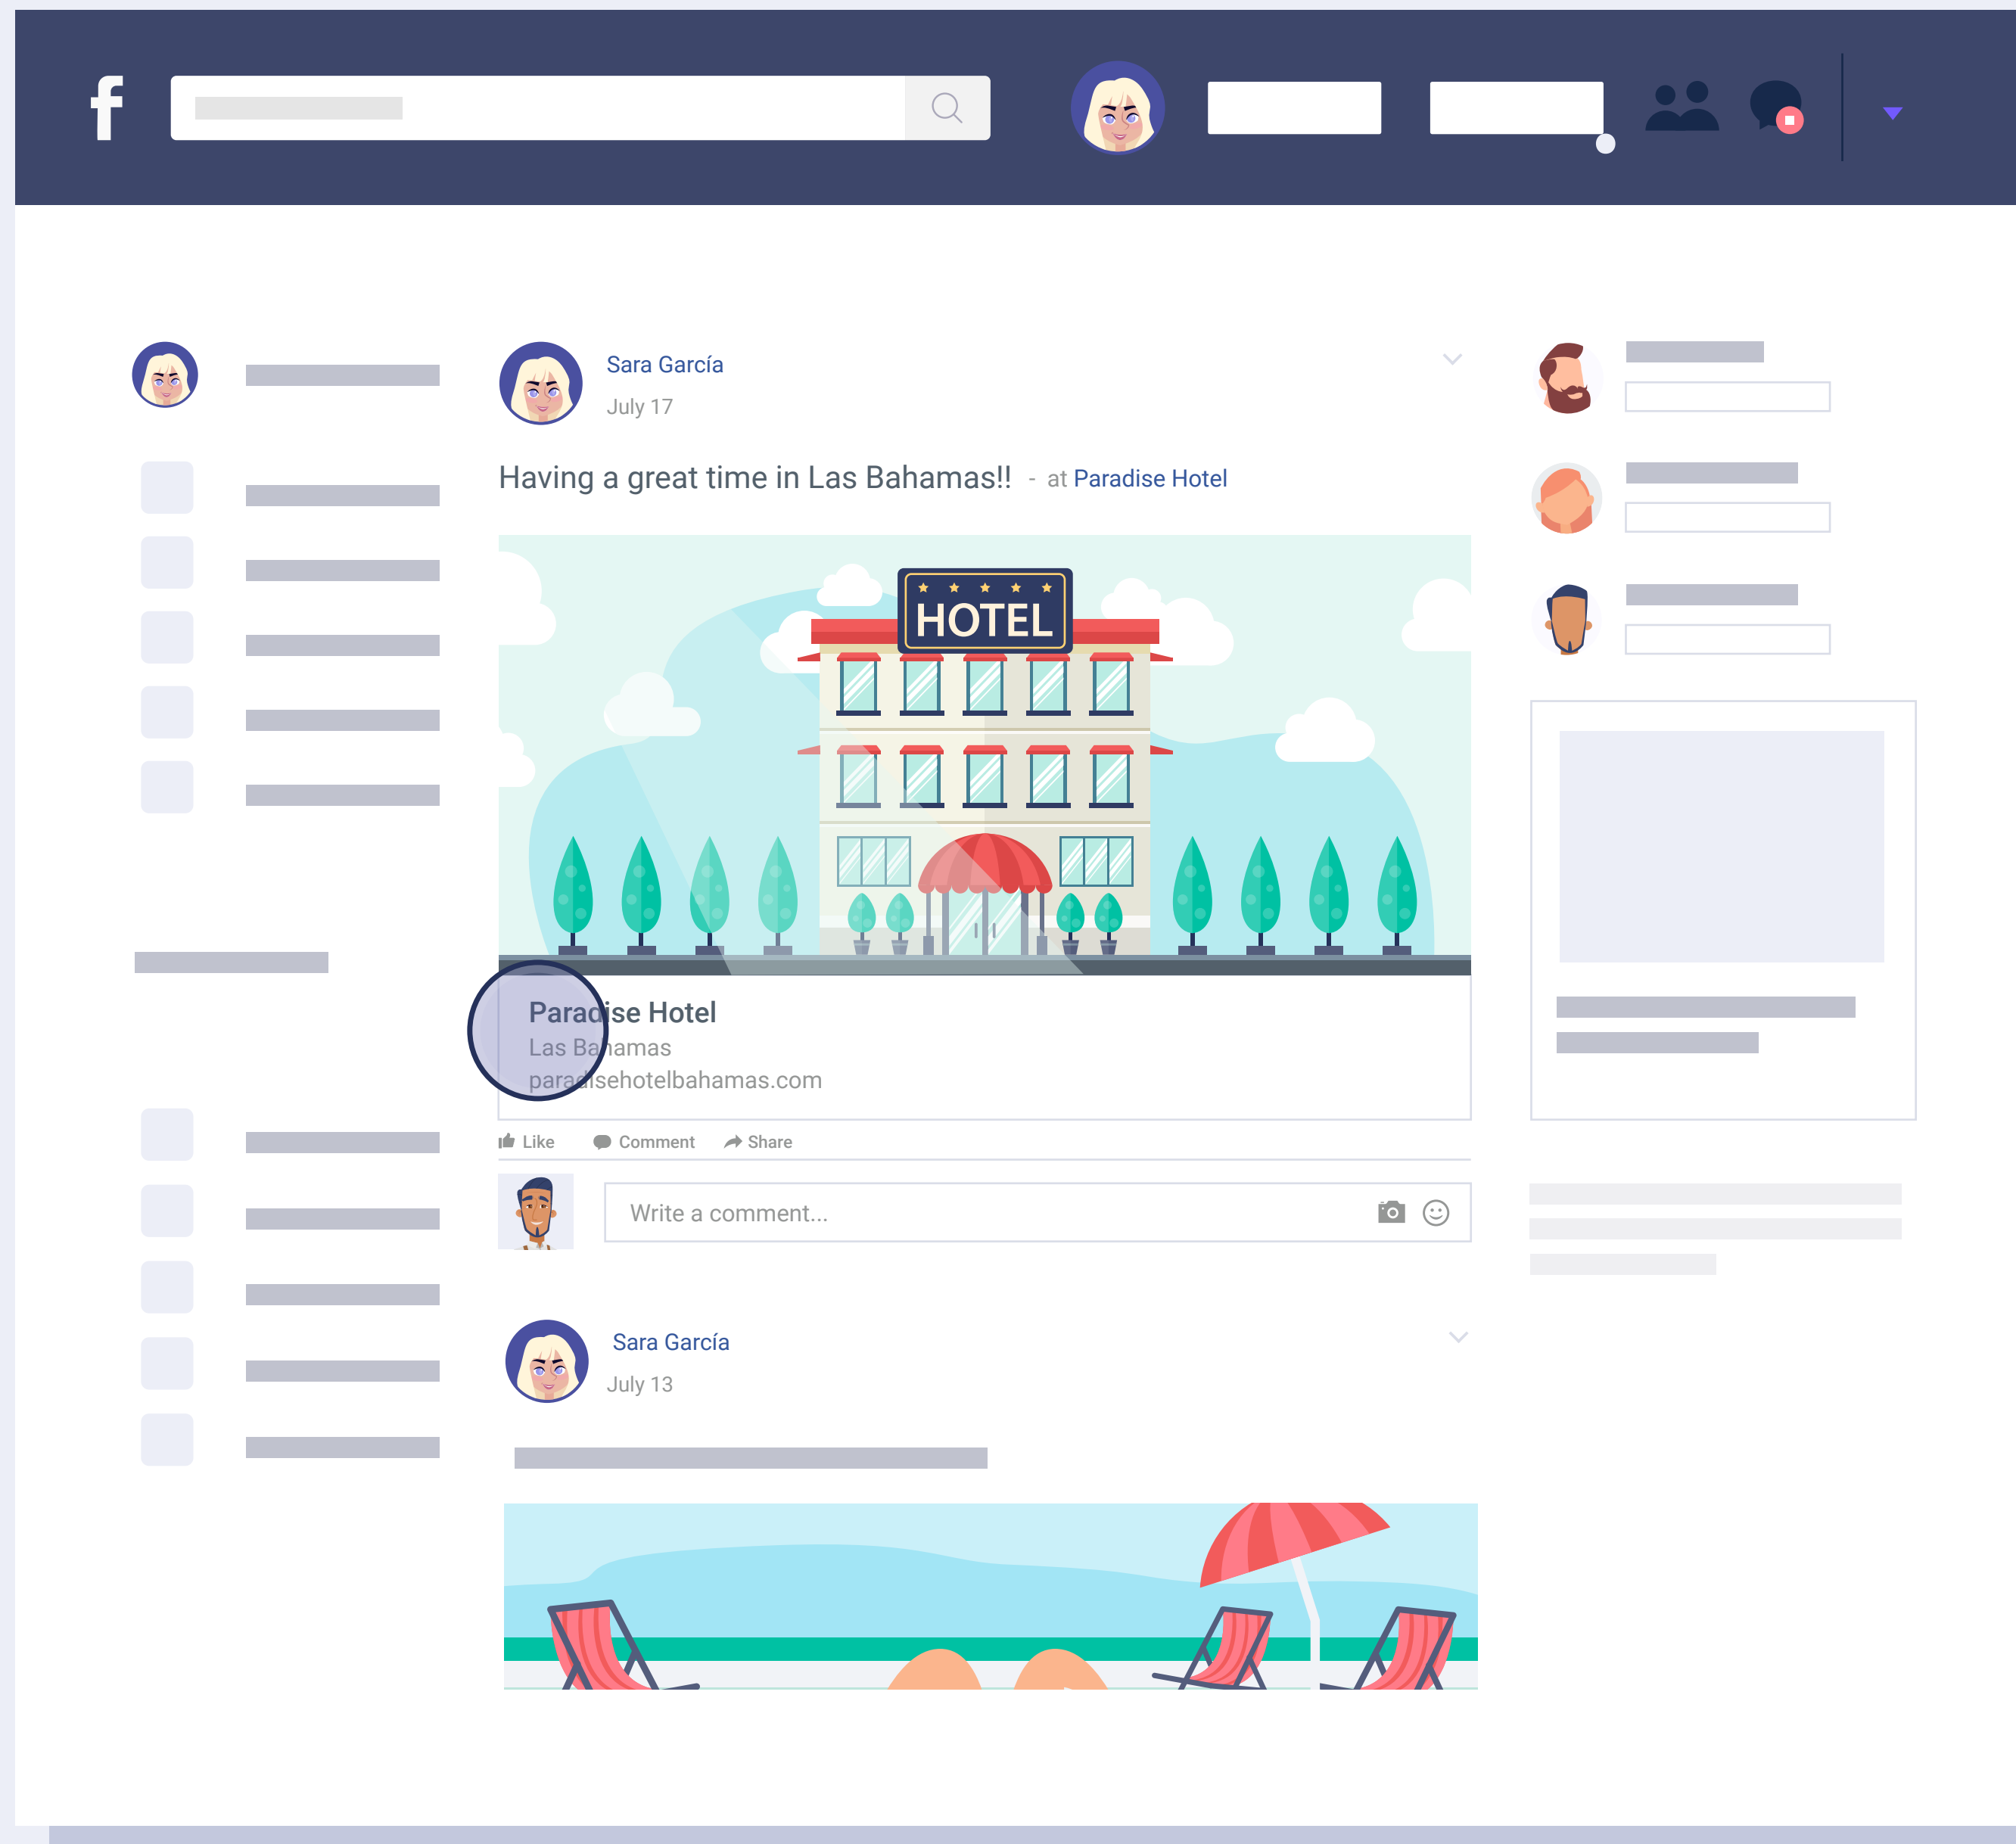 f
Sara García
July 17
Having a great time in Las Bahamas!! - at Paradise Hotel
HOTEL
Paradise Hotel
Las Bahamas
paradisehotelbahamas.com
Like Comment Share
Write a comment...
Sara García
July 13